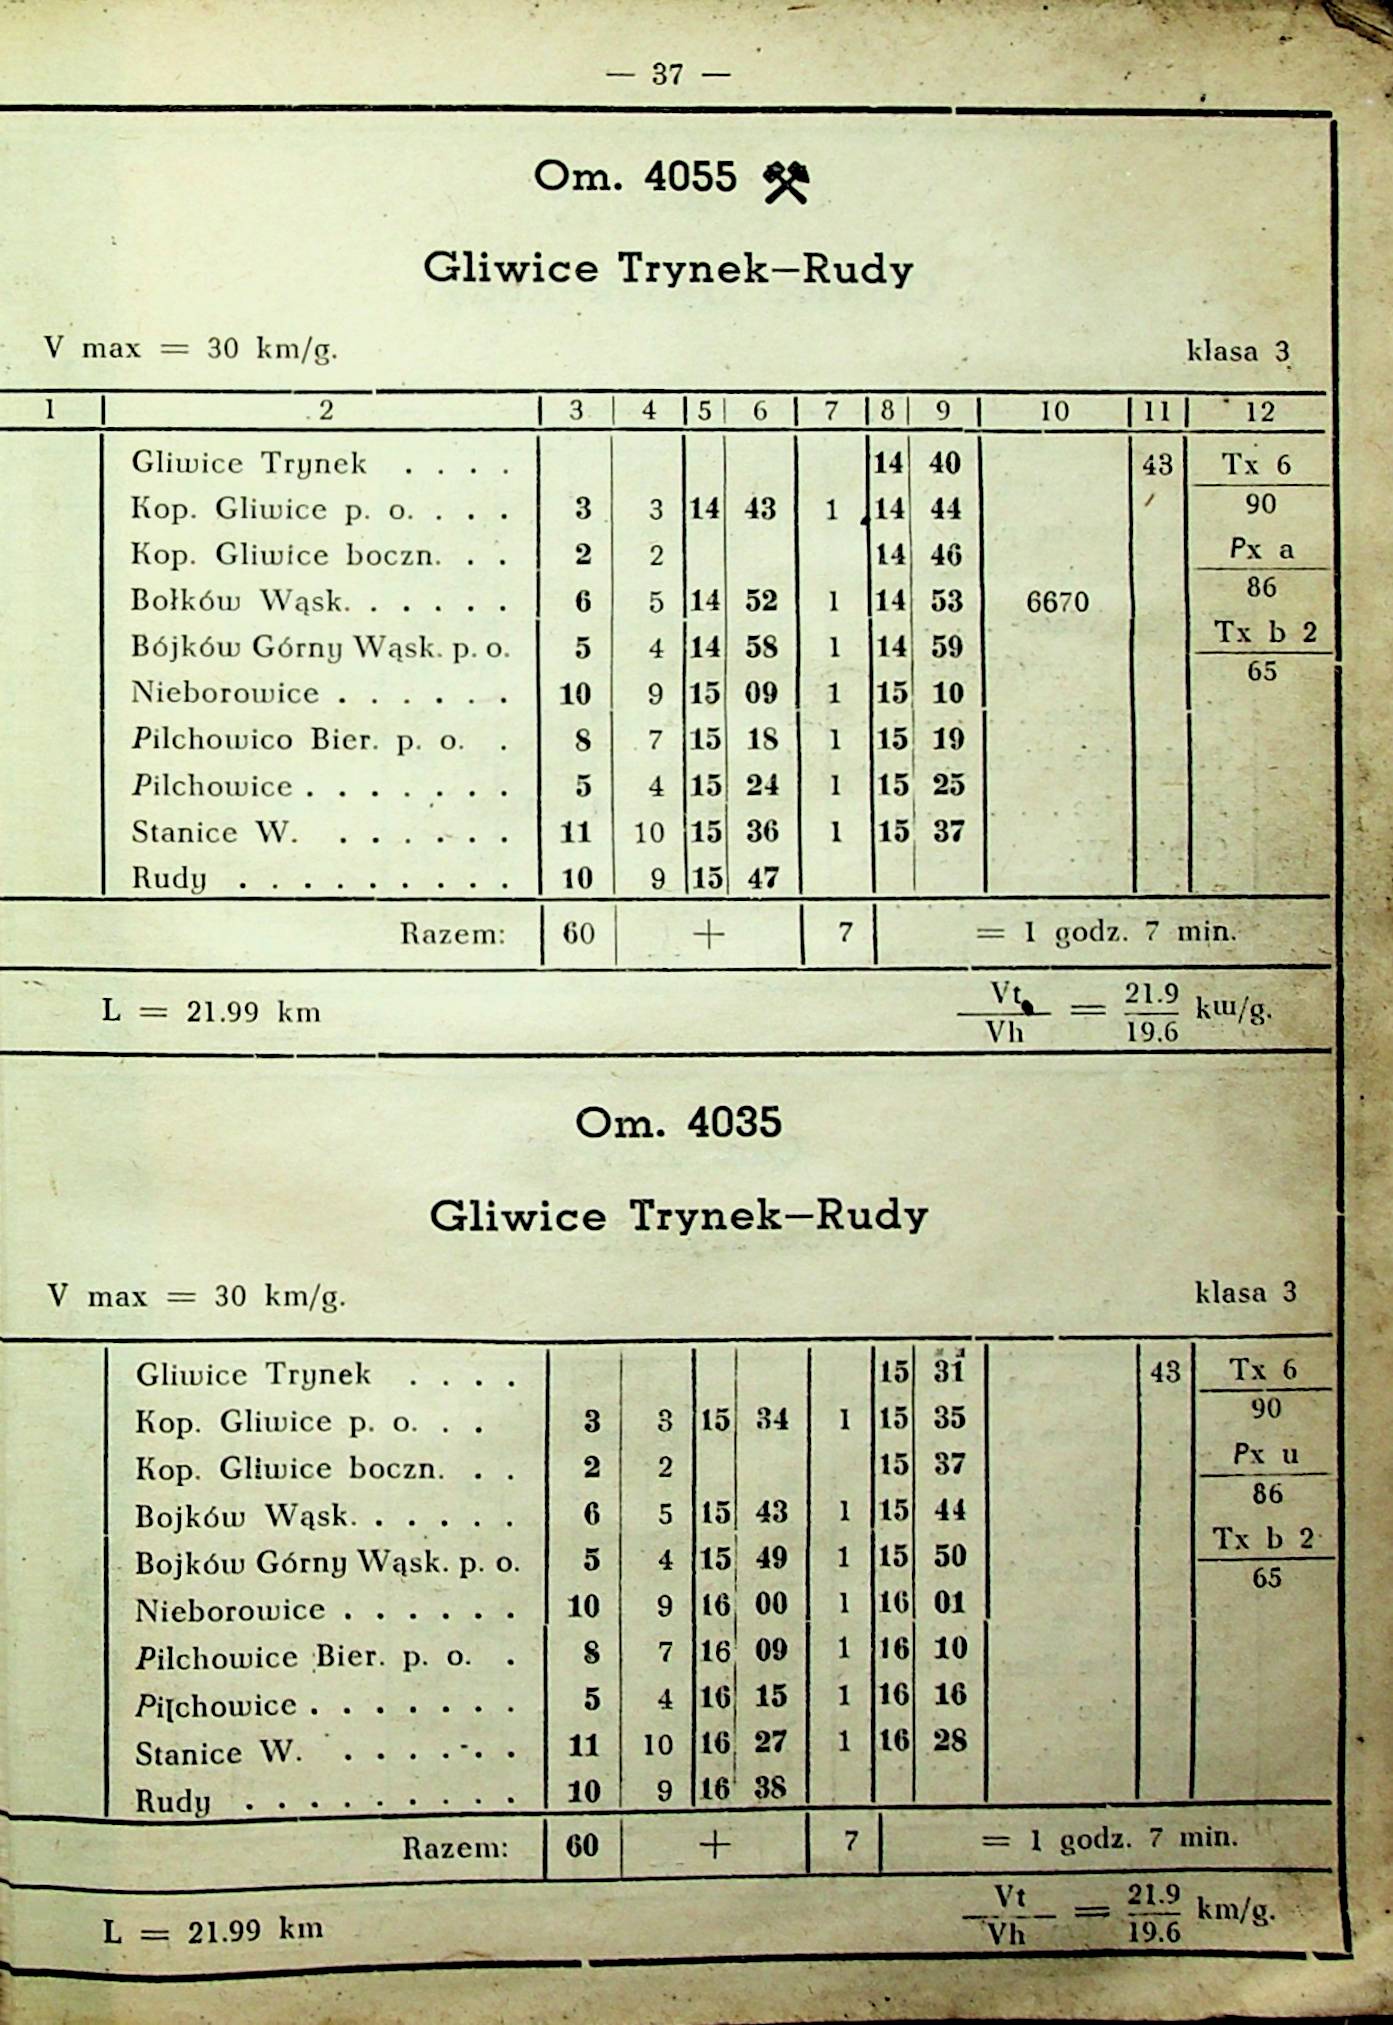 — 37 —
Om. 4055 ⚒
Gliwice Trynek—Rudy
V max = 30 km/g. klasa 3
1 2 3 4 5 6 7 8 9 10 11 12
Gliwice Trynek . . . . 14 40 43 Tx 6
Kop. Gliwice p. o. . . . 3 3 14 43 1 14 44 90
Kop. Gliwice boczn. . . 2 2 14 46 Px a
86
Bołków Wąsk. . . . . . 6 5 14 52 1 14 53 6670
Tx b 2
Bójków Górny Wąsk. p. o. 5 4 14 58 1 14 59
65
Nieborowice . . . . . . 10 9 15 09 1 15 10
Pilchowico Bier. p. o. . 8 7 15 18 1 15 19
Pilchowice . . . . . . . 5 4 15 24 1 15 25
Stanice W. . . . . . . 11 10 15 36 1 15 37
Rudy . . . . . . . . . 10 9 15 47
Razem: 60 + 7 = 1 godz. 7 min.
L = 21.99 km Vt/Vh = 21.9/19.6 km/g.
Om. 4035
Gliwice Trynek—Rudy
V max = 30 km/g. klasa 3
Gliwice Trynek . . . . 15 31 43 Tx 6
Kop. Gliwice p. o. . . 3 3 15 34 1 15 35 90
Kop. Gliwice boczn. . . 2 2 15 37 Px u
86
Bojków Wąsk. . . . . . 6 5 15 43 1 15 44
Tx b 2
Bojków Górny Wąsk. p. o. 5 4 15 49 1 15 50
65
Nieborowice . . . . . . 10 9 16 00 1 16 01
Pilchowice Bier. p. o. . 8 7 16 09 1 16 10
Pilchowice . . . . . . . 5 4 16 15 1 16 16
Stanice W. . . . . . . 11 10 16 27 1 16 28
Rudy . . . . . . . . . 10 9 16 38
Razem: 60 + 7 = 1 godz. 7 min.
L = 21.99 km Vt/Vh = 21.9/19.6 km/g.